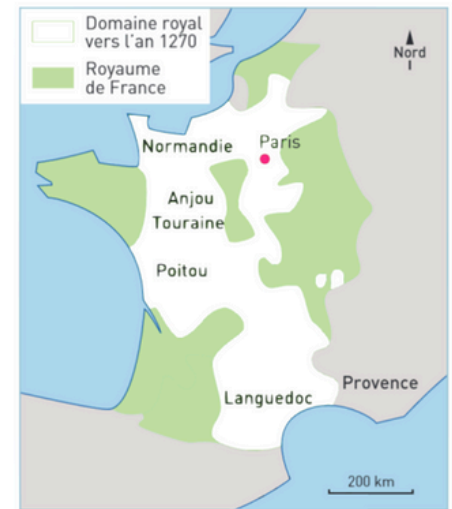 Domaine royal
vers l'an 1270
Royaume
de France
Nord
Normandie
Paris
Anjou
Touraine
Poitou
Provence
Languedoc
200 km